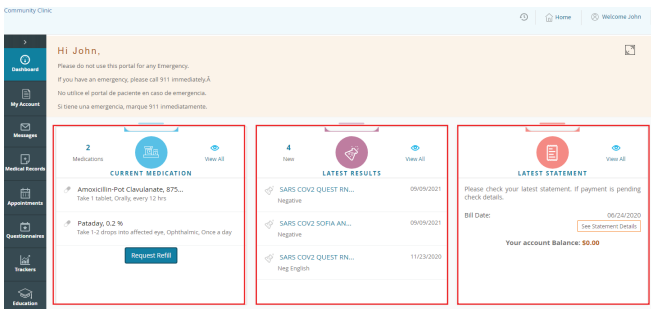 Community Clinic
Home
Welcome John
Hi John,
Please do not use this portal for any Emergency.
If you have an emergency, please call 911 immediately.Â
No utilice el portal de paciente en caso de emergencia.
Si tiene una emergencia, marque 911 inmediatamente.
Dashboard
My Account
Messages
Medical Records
Appointments
Questionnaires
Trackers
Education
2
Medications
View All
CURRENT MEDICATION
Amoxicillin-Pot Clavulanate, 875...
Take 1 tablet, Orally, every 12 hrs
Pataday, 0.2 %
Take 1-2 drops into affected eye, Ophthalmic, Once a day
Request Refill
4
New
View All
LATEST RESULTS
SARS COV2 QUEST RN... 09/09/2021
Negative
SARS COV2 SOFIA AN... 09/09/2021
Negative
SARS COV2 QUEST RN... 11/23/2020
Neg English
View All
LATEST STATEMENT
Please check your latest statement. If payment is pending
check details.
Bill Date: 06/24/2020
See Statement Details
Your account Balance: $0.00